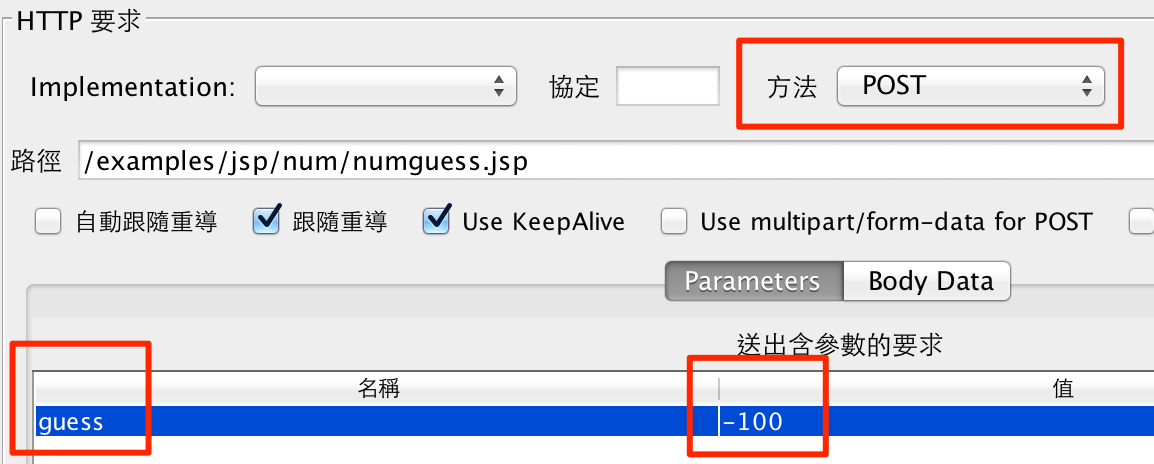 HTTP 要求
Implementation: 協定 方法 POST
路徑 /examples/jsp/num/numguess.jsp
自動跟隨重導 跟隨重導 Use KeepAlive Use multipart/form-data for POST
Parameters Body Data
送出含參數的要求
名稱 值
guess -100